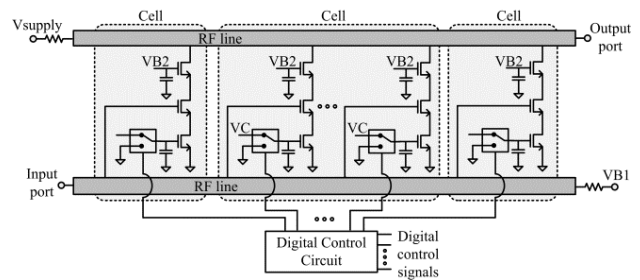 Cell
Cell
Cell
Vsupply
RF line
Output
port
VB2
VB2
VB2
VB2
VC
VC
Input
port
RF line
VB1
Digital Control
Circuit
Digital
control
signals